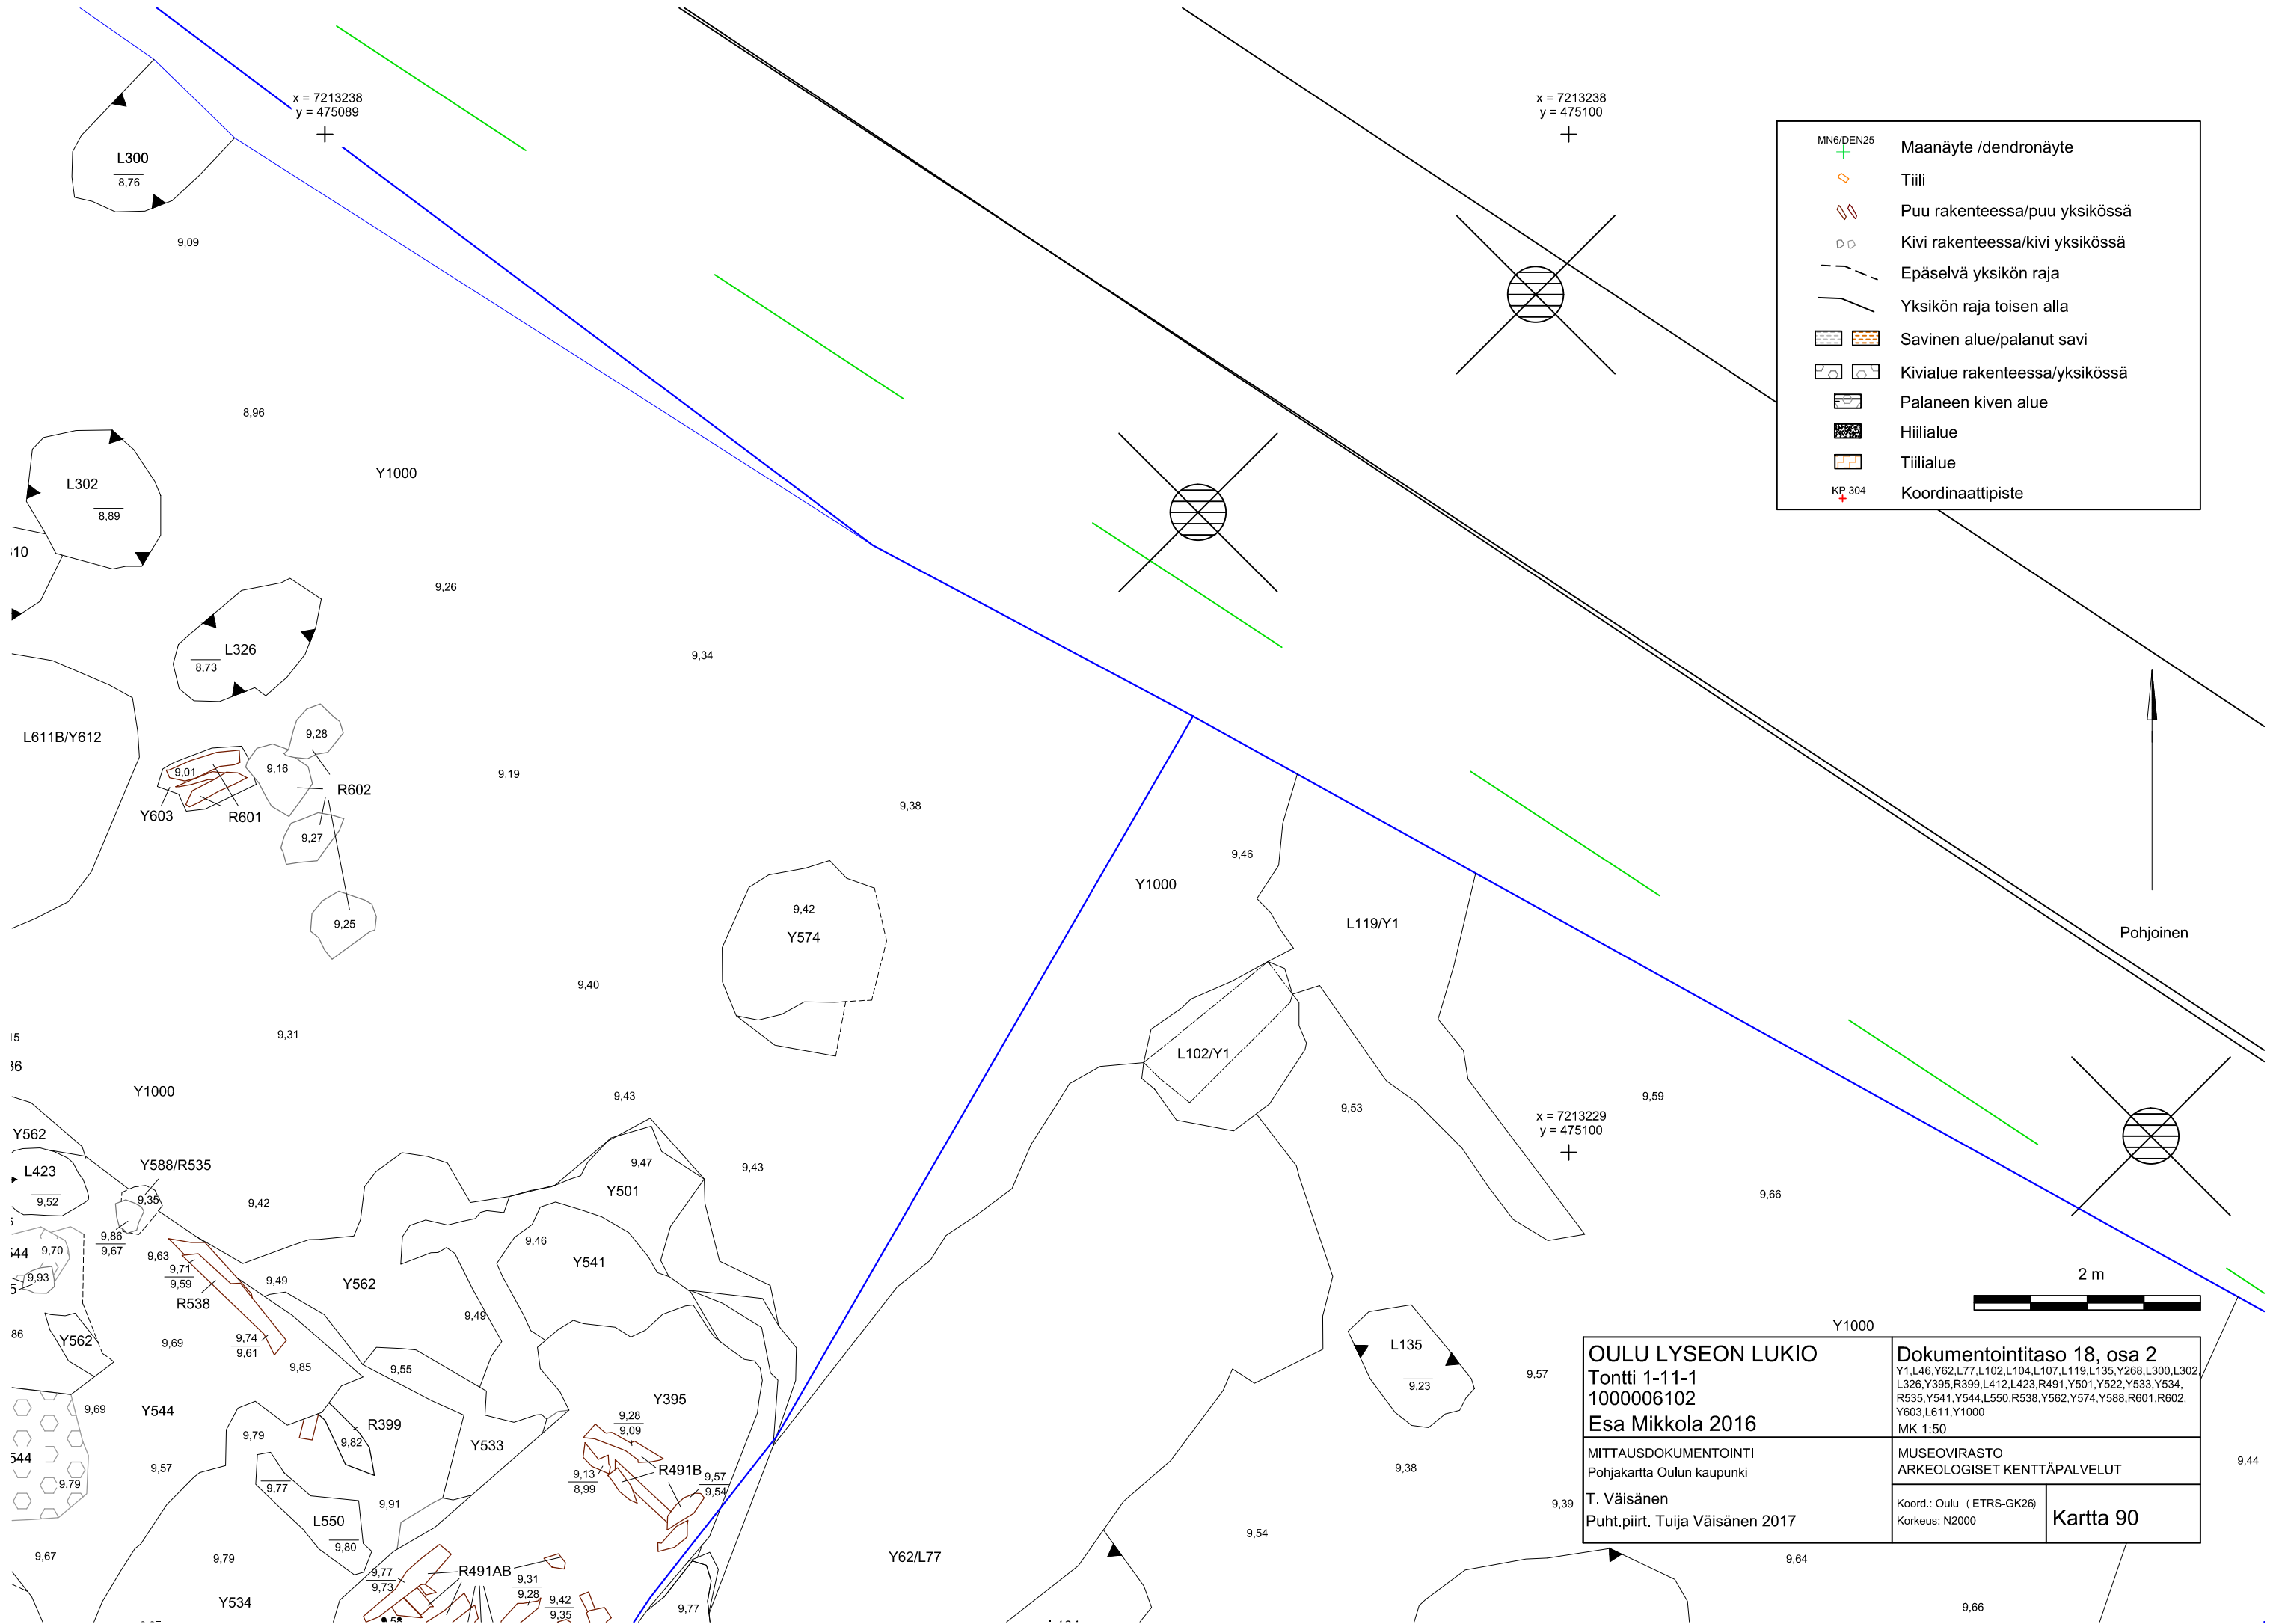 x = 7213238
y = 475089
x = 7213238
y = 475100
L300
8,76
9,09
MN6/DEN25
Maanäyte /dendronäyte
Tiili
Puu rakenteessa/puu yksikössä
Kivi rakenteessa/kivi yksikössä
Epäselvä yksikön raja
Yksikön raja toisen alla
Savinen alue/palanut savi
Kivialue rakenteessa/yksikössä
Palaneen kiven alue
Hiilialue
Tiilialue
KP 304
Koordinaattipiste
8,96
L302
8,89
Y1000
9,26
L326
8,73
9,34
L611B/Y612
9,28
9,01
9,16
R602
9,19
Y603
R601
9,27
9,38
9,25
9,46
Y1000
9,42
Y574
L119/Y1
Pohjoinen
9,40
9,31
L102/Y1
Y1000
9,43
9,53
9,59
x = 7213229
y = 475100
Y562
L423
9,52
Y588/R535
9,35
9,42
9,47
Y501
9,43
9,66
9,86
9,67
9,70
9,93
9,63
9,71
9,59
R538
9,49
Y562
9,46
Y541
9,49
2 m
Y562
9,69
9,74
9,61
9,85
9,55
L135
9,23
9,57
Y1000
9,69
Y544
9,79
9,82
R399
Y533
Y395
9,28
9,09
9,57
9,79
9,77
9,13
8,99
R491B
9,57
9,54
9,38
9,44
9,91
L550
9,80
9,39
9,54
9,67
9,79
Y534
9,77
9,73
R491AB
9,31
9,28
9,42
9,35
9,77
Y62/L77
9,64
9,66
OULU LYSEON LUKIO
Tontti 1-11-1
1000006102
Esa Mikkola 2016
Dokumentointitaso 18, osa 2
Y1,L46,Y62,L77,L102,L104,L107,L119,L135,Y268,L300,L302,
L326,Y395,R399,L412,L423,R491,Y501,Y522,Y533,Y534,
R535,Y541,Y544,L550,R538,Y562,Y574,Y588,R601,R602,
Y603,L611,Y1000
MK 1:50
MITTAUSDOKUMENTOINTI
Pohjakartta Oulun kaupunki
T. Väisänen
Puht.piirt. Tuija Väisänen 2017
MUSEOVIRASTO
ARKEOLOGISET KENTTÄPALVELUT
Koord.: Oulu (ETRS-GK26)
Korkeus: N2000
Kartta 90